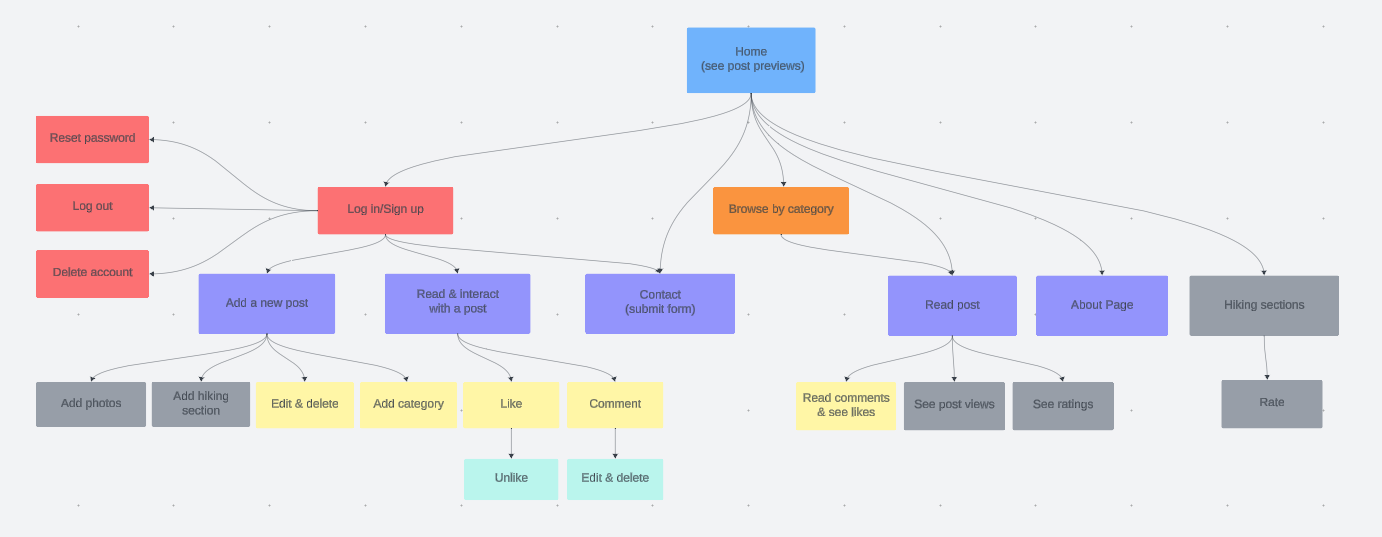 Home
(see post previews)
Reset password
Log out
Log in/Sign up
Browse by category
Delete account
Add a new post
Read & interact
with a post
Contact
(submit form)
Read post
About Page
Hiking sections
Add photos
Add hiking
section
Edit & delete
Add category
Like
Comment
Read comments
& see likes
See post views
See ratings
Rate
Unlike
Edit & delete